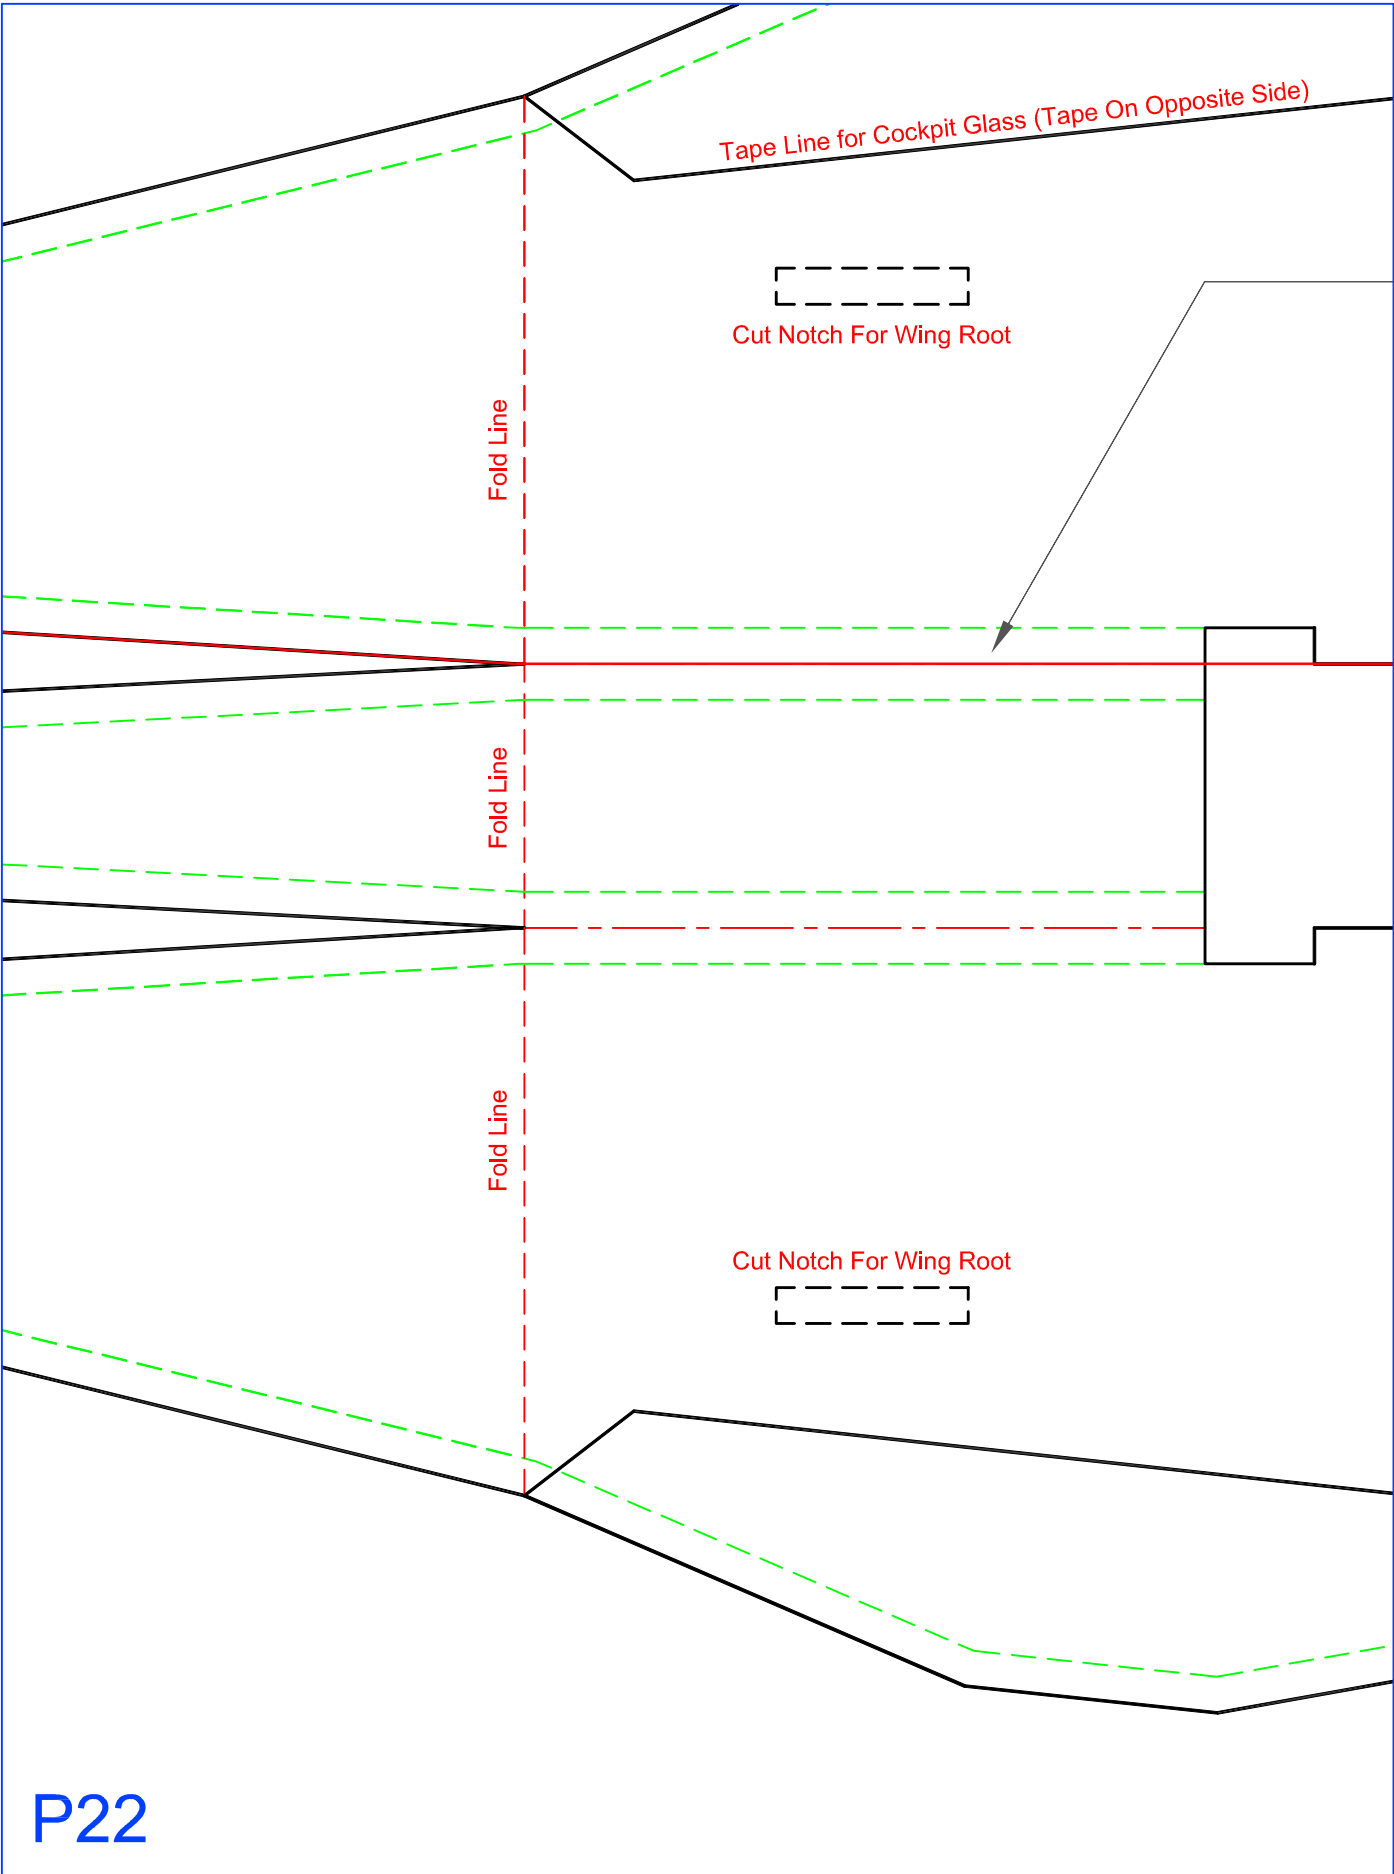 Tape Line for Cockpit Glass (Tape On Opposite Side)
Cut Notch For Wing Root
Fold Line
Fold Line
Fold Line
Cut Notch For Wing Root
P22